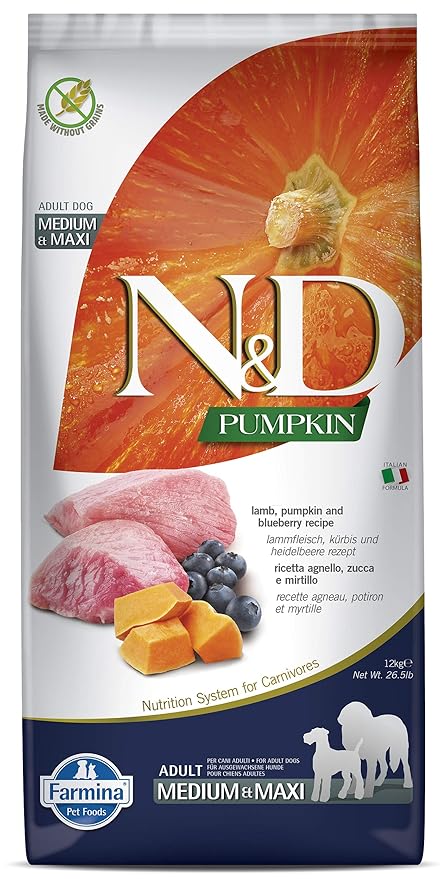 MADE WITHOUT GRAINS
ADULT DOG
MEDIUM
& MAXI
N&D
PUMPKIN
ITALIAN
FORMULA
lamb, pumpkin and
blueberry recipe
lammfleisch, kürbis und
heidelbeere rezept
ricetta agnello, zucca
e mirtillo
recette agneau, potiron
et myrtille
12kg℮
Net Wt. 26.5lb
Nutrition System for Carnivores
ADULT
PER CANI ADULTI • FOR ADULT DOGS
FÜR AUSGEWACHSENE HUNDE
POUR CHIENS ADULTES
MEDIUM & MAXI
Farmina®
Pet Foods